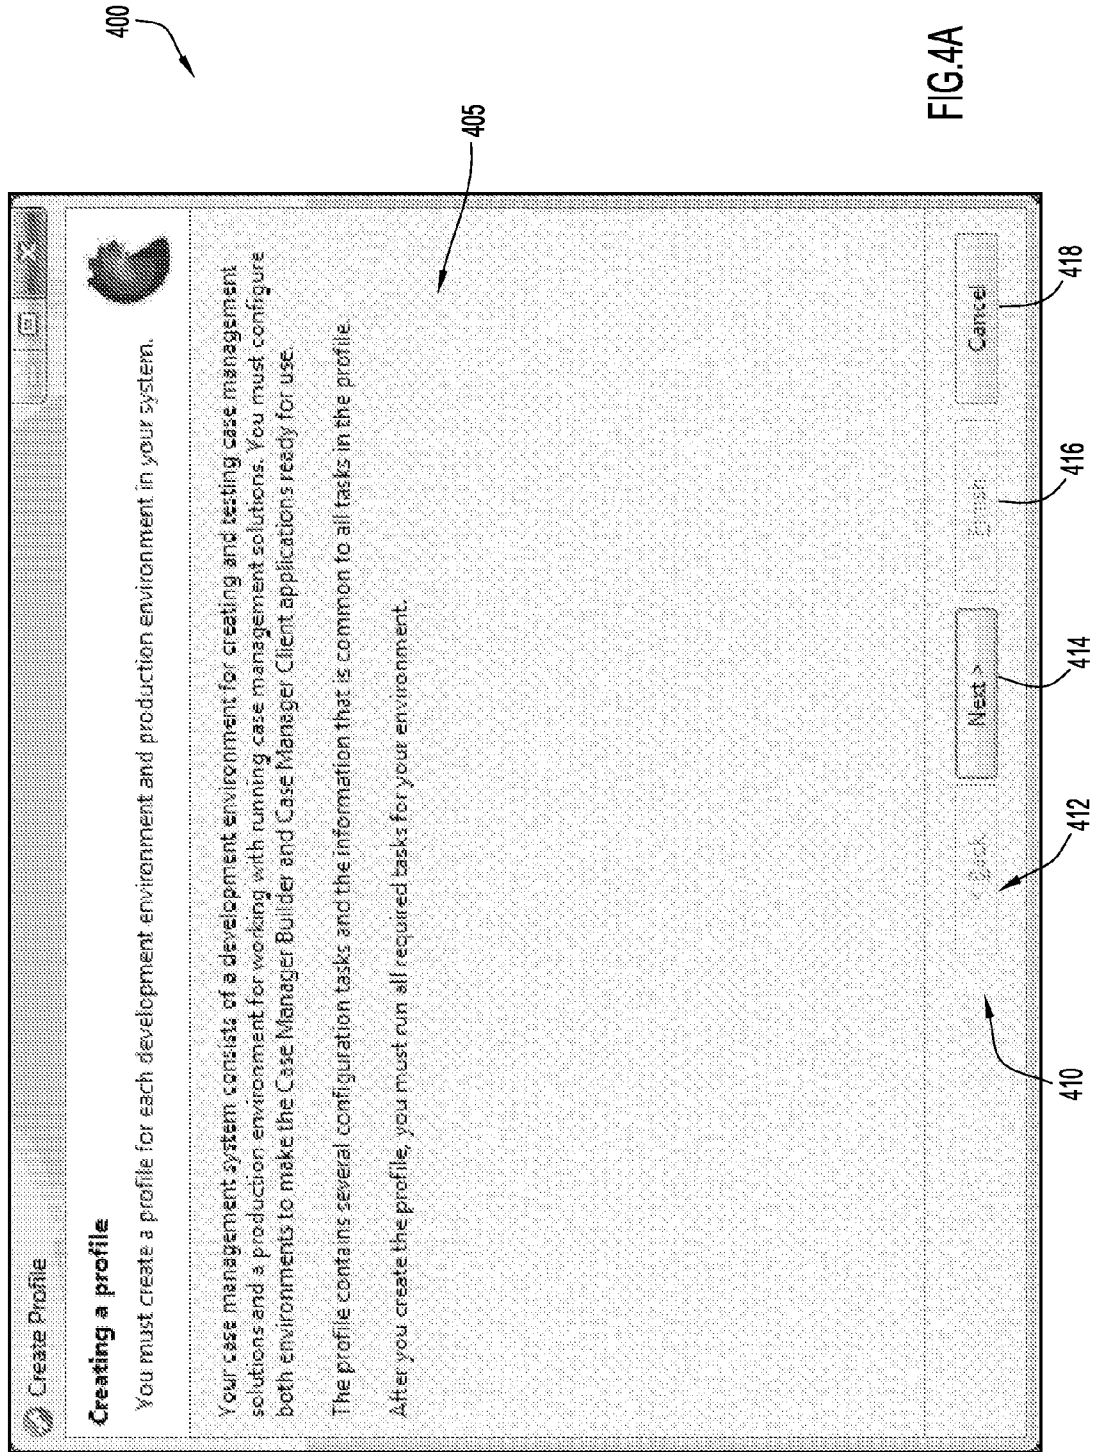 400
Create Profile
Creating a profile
You must create a profile for each development environment and production environment in your system.
Your case management system consists of a development environment for creating and testing case management
solutions and a production environment for working with running case management solutions. You must configure
both environments to make the Case Manager Builder and Case Manager Client applications ready for use.
The profile contains several configuration tasks and the information that is common to all tasks in the profile.
After you create the profile, you must run all required tasks for your environment.
405
< Back
Next >
Finish
Cancel
410
412
414
416
418
FIG.4A